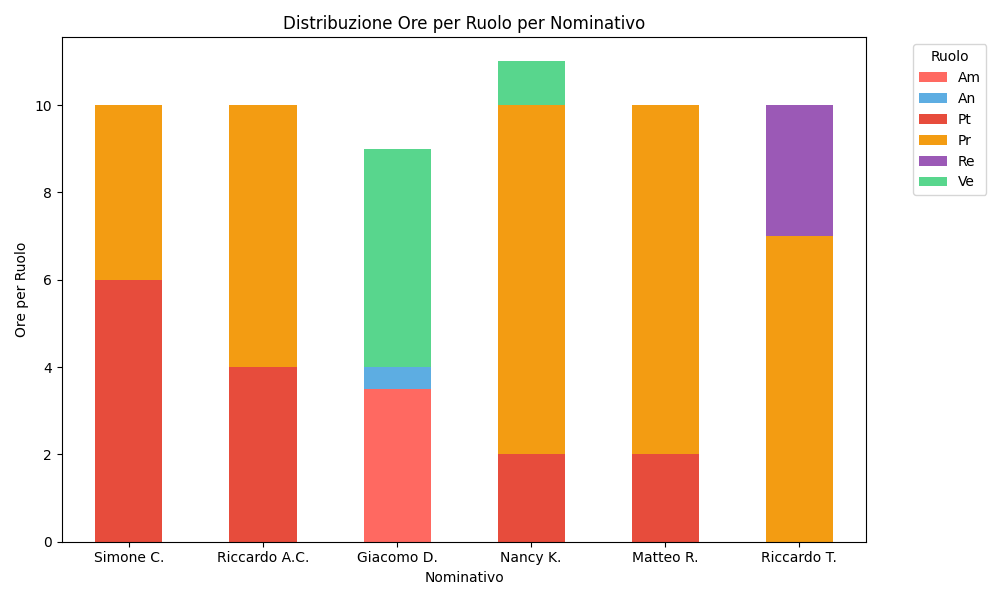 Distribuzione Ore per Ruolo per Nominativo
Ore per Ruolo
10
8
6
4
2
0
Simone C.
Riccardo A.C.
Giacomo D.
Nancy K.
Matteo R.
Riccardo T.
Nominativo
Ruolo
Am
An
Pt
Pr
Re
Ve